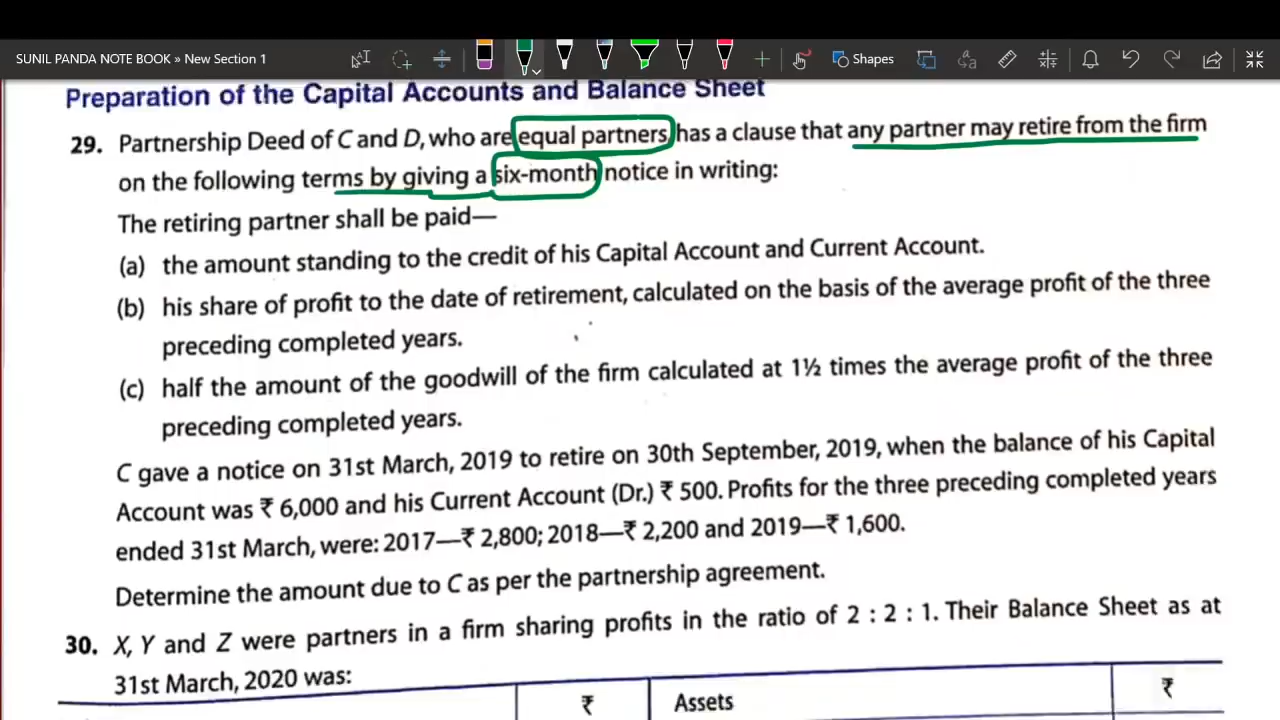 SUNIL PANDA NOTE BOOK » New Section 1
Shapes
Preparation of the Capital Accounts and Balance Sheet
29. Partnership Deed of C and D, who are equal partners has a clause that any partner may retire from the firm
on the following terms by giving a six-month notice in writing:
The retiring partner shall be paid—
(a) the amount standing to the credit of his Capital Account and Current Account.
(b) his share of profit to the date of retirement, calculated on the basis of the average profit of the three
preceding completed years.
(c) half the amount of the goodwill of the firm calculated at 1½ times the average profit of the three
preceding completed years.
C gave a notice on 31st March, 2019 to retire on 30th September, 2019, when the balance of his Capital
Account was ₹ 6,000 and his Current Account (Dr.) ₹ 500. Profits for the three preceding completed years
ended 31st March, were: 2017—₹ 2,800; 2018—₹ 2,200 and 2019—₹ 1,600.
Determine the amount due to C as per the partnership agreement.
30. X, Y and Z were partners in a firm sharing profits in the ratio of 2 : 2 : 1. Their Balance Sheet as at
31st March, 2020 was:
₹ Assets ₹